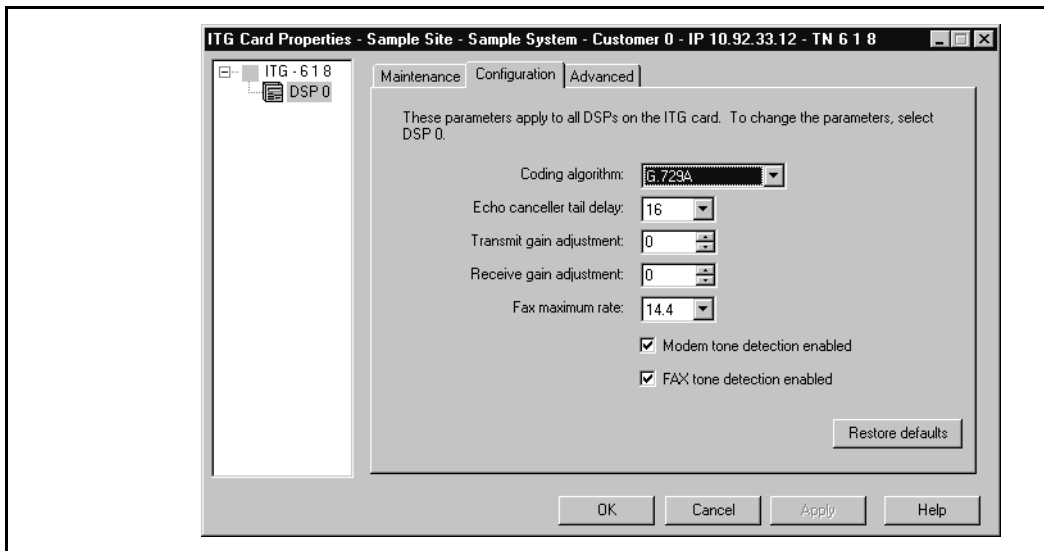 ITG Card Properties - Sample Site - Sample System - Customer 0 - IP 10.92.33.12 - TN 6 1 8
ITG - 6 1 8
DSP 0
Maintenance
Configuration
Advanced
These parameters apply to all DSPs on the ITG card. To change the parameters, select
DSP 0.
Coding algorithm: G.729A
Echo canceller tail delay: 16
Transmit gain adjustment: 0
Receive gain adjustment: 0
Fax maximum rate: 14.4
Modem tone detection enabled
FAX tone detection enabled
Restore defaults
OK
Cancel
Apply
Help